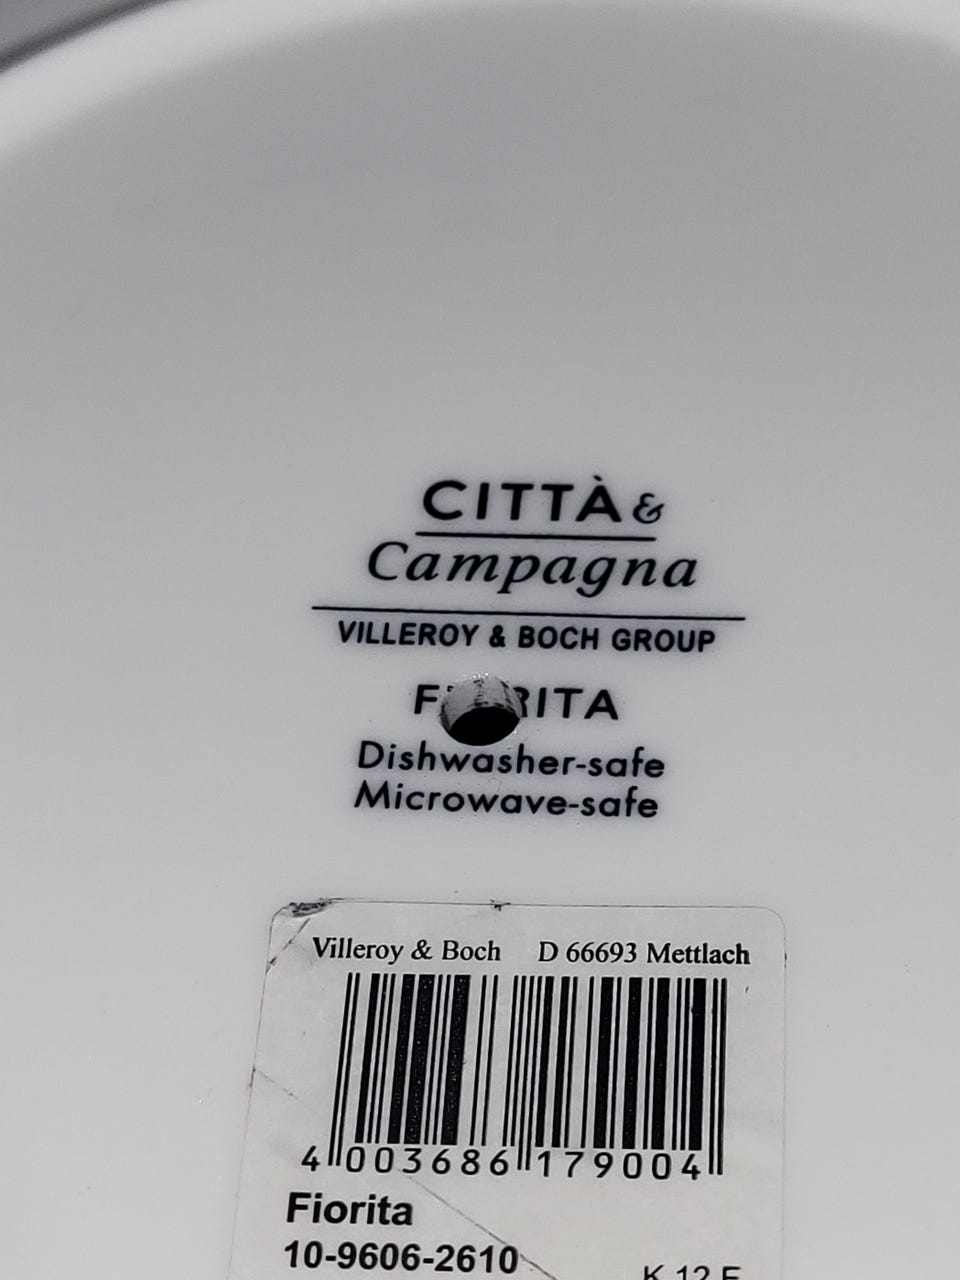 CITTÀ &
Campagna
VILLEROY & BOCH GROUP
Dishwasher-safe
Microwave-safe
Villeroy & Boch D 66693 Mettlach
4 003686 179004
Fiorita
10-9606-2610
K 12